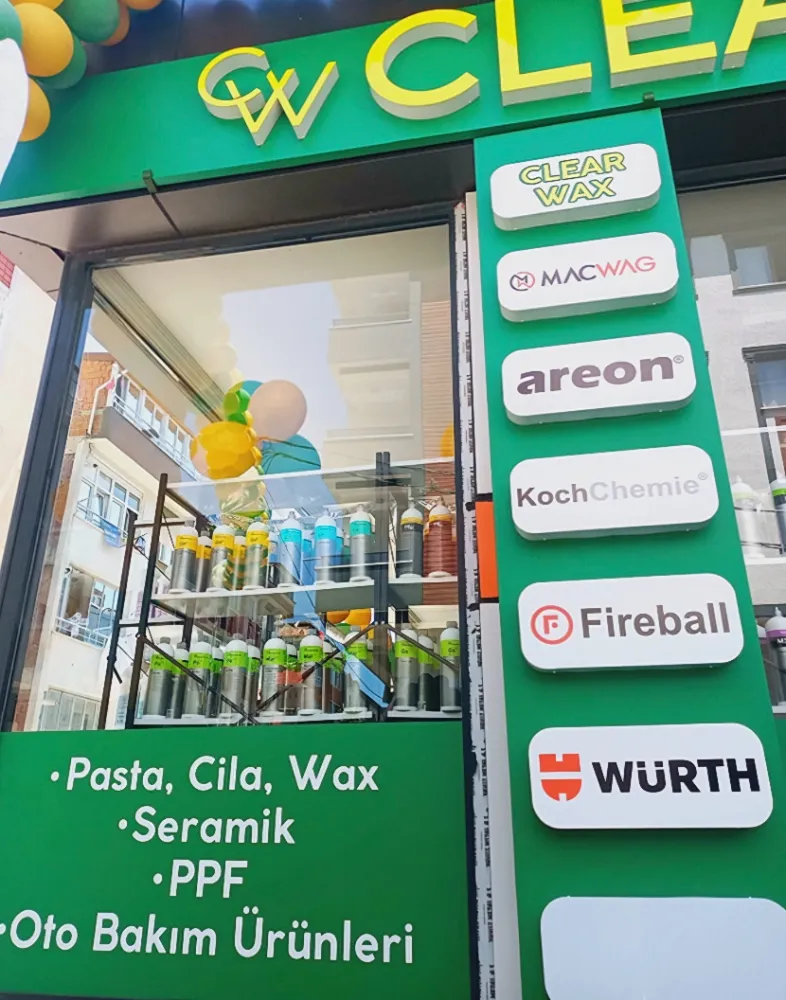 CW CLEA
CLEAR
WAX
MACWAG
areon®
KochChemie®
Fireball
WÜRTH
•Pasta, Cila, Wax
•Seramik
•PPF
•Oto Bakım Ürünleri